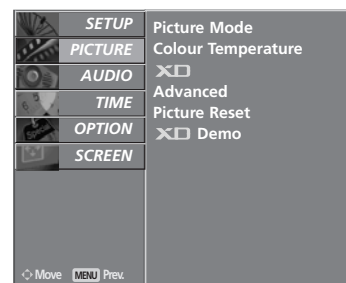 SETUP
PICTURE
AUDIO
TIME
OPTION
SCREEN
Move MENU Prev.
Picture Mode
Colour Temperature
XD
Advanced
Picture Reset
XD Demo